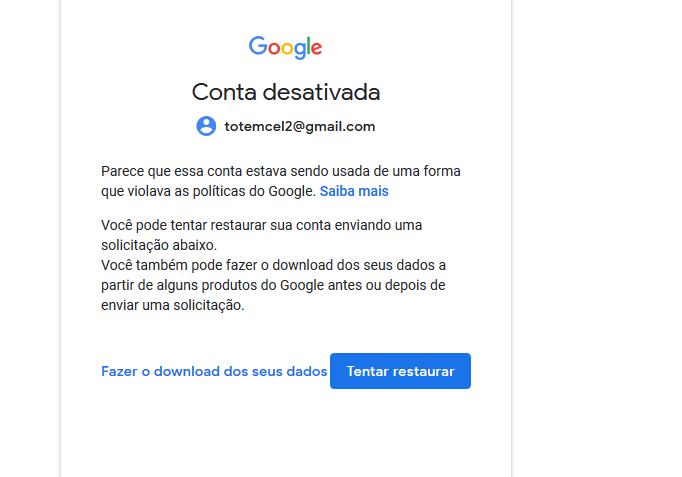 Google
Conta desativada
totemcel2@gmail.com
Parece que essa conta estava sendo usada de uma forma
que violava as políticas do Google. Saiba mais
Você pode tentar restaurar sua conta enviando uma
solicitação abaixo.
Você também pode fazer o download dos seus dados a
partir de alguns produtos do Google antes ou depois de
enviar uma solicitação.
Fazer o download dos seus dados Tentar restaurar